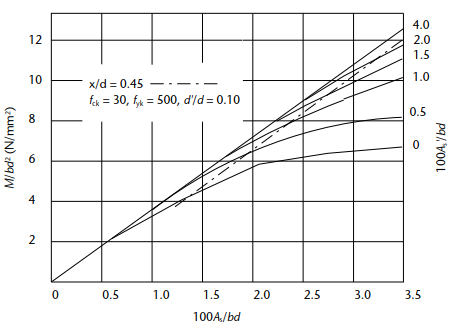 4.0
12
2.0
1.5
x/d = 0.45
10
1.0
fck = 30, fyk = 500, d'/d = 0.10
M/bd² (N/mm²)
8
0.5
100As'/bd
6
0
4
2
0 0.5 1.0 1.5 2.0 2.5 3.0 3.5
100As/bd